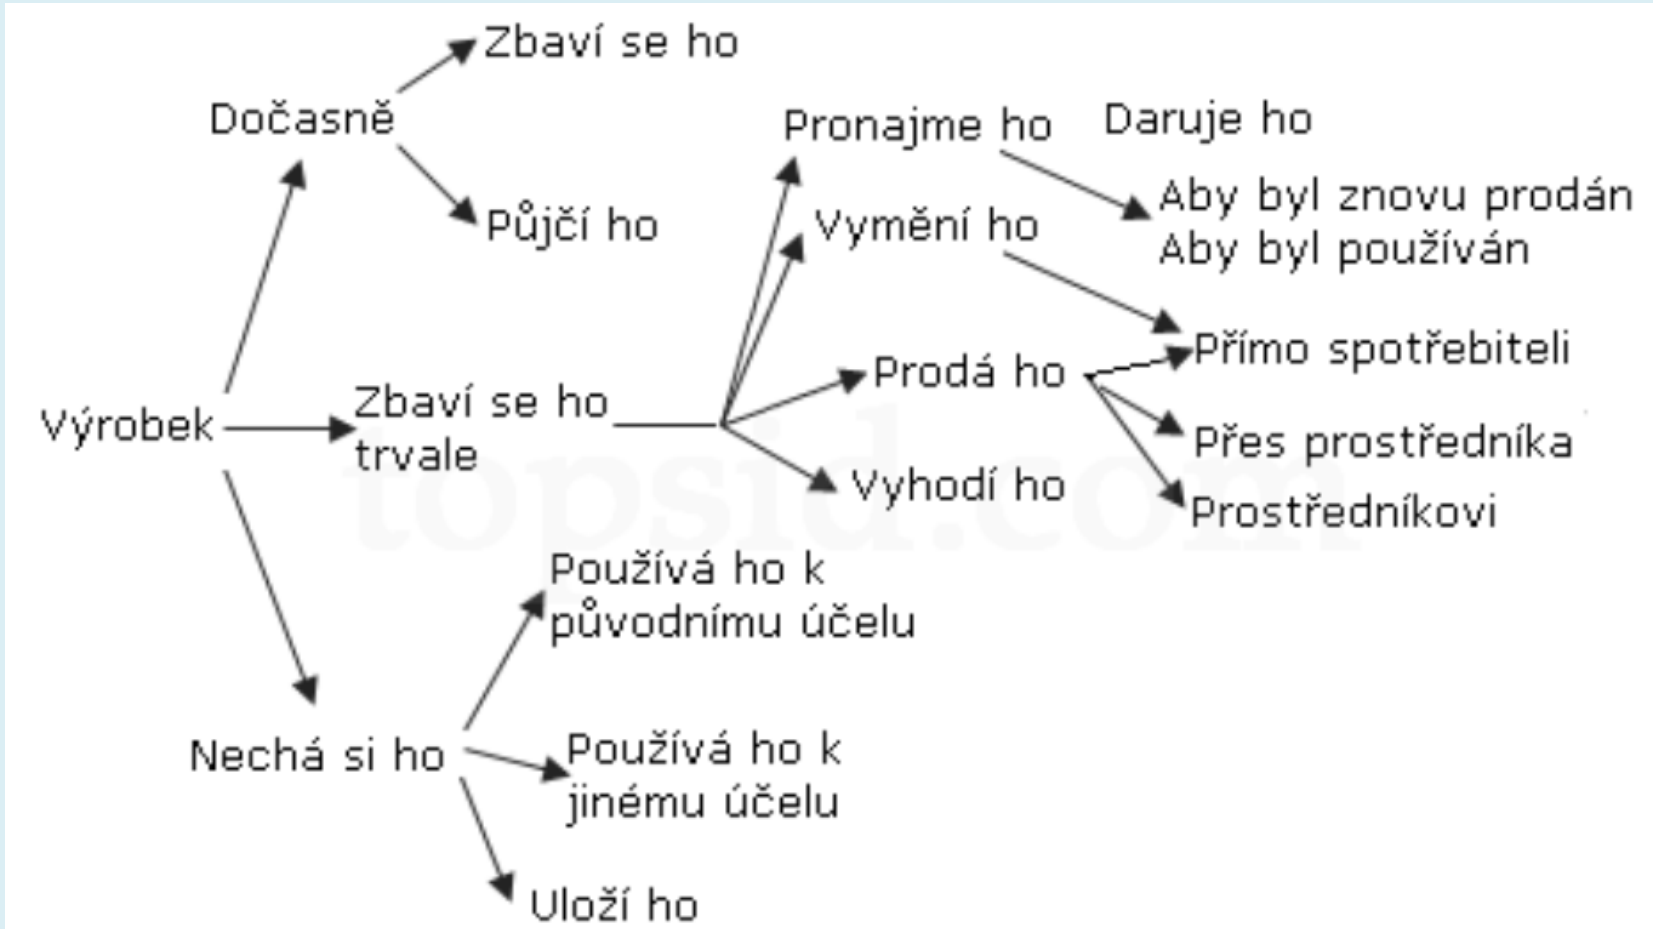 Zbaví se ho
Dočasně
Půjčí ho
Pronajme ho
Daruje ho
Aby byl znovu prodán
Aby byl používán
Vymění ho
Výrobek
Zbaví se ho
trvale
Prodá ho
Přímo spotřebiteli
Přes prostředníka
Prostředníkovi
Vyhodí ho
topsid.com
Nechá si ho
Používá ho k
původnímu účelu
Používá ho k
jinému účelu
Uloží ho